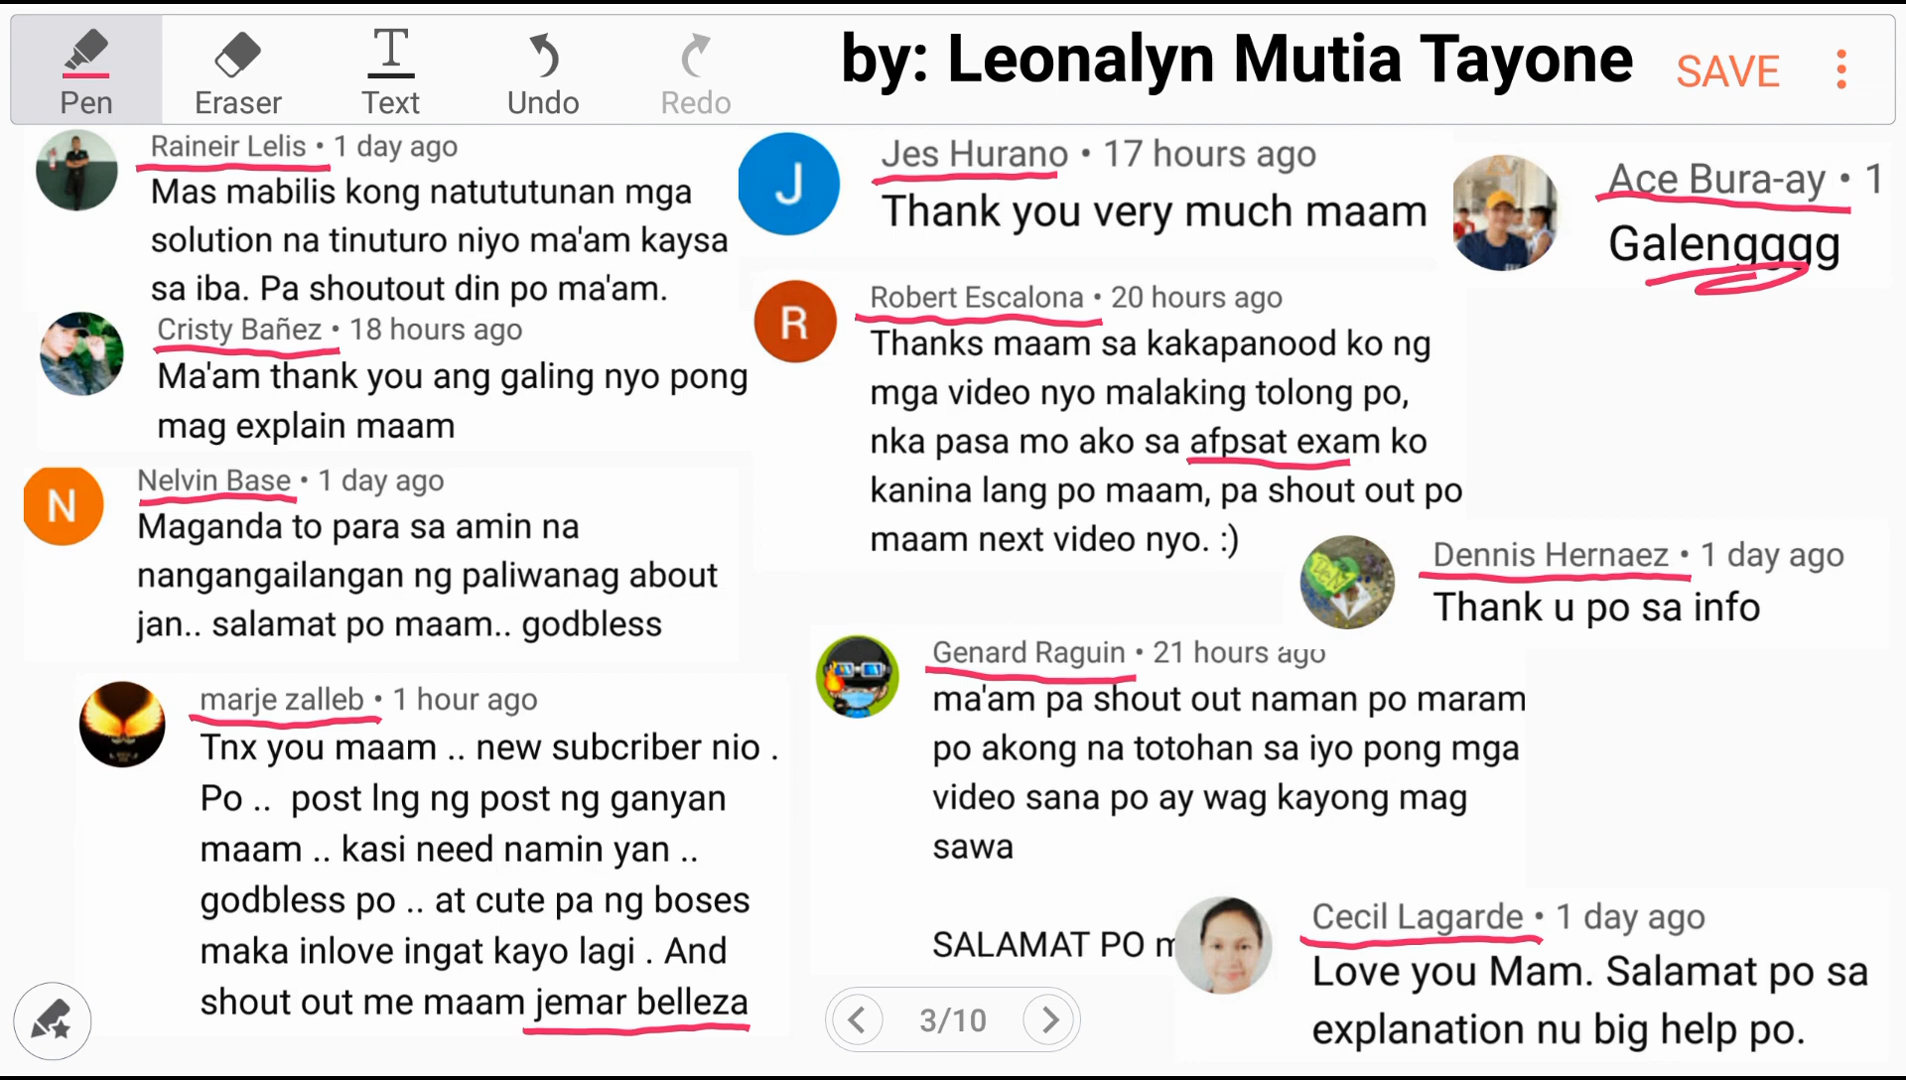 Pen
Eraser
Text
Undo
Redo
by: Leonalyn Mutia Tayone
SAVE
Raineir Lelis • 1 day ago
Mas mabilis kong natututunan mga
solution na tinuturo niyo ma'am kaysa
sa iba. Pa shoutout din po ma'am.
Cristy Bañez • 18 hours ago
Ma'am thank you ang galing nyo pong
mag explain maam
N
Nelvin Base • 1 day ago
Maganda to para sa amin na
nangangailangan ng paliwanag about
jan.. salamat po maam.. godbless
marje zalleb • 1 hour ago
Tnx you maam .. new subcriber nio .
Po .. post lng ng post ng ganyan
maam .. kasi need namin yan ..
godbless po .. at cute pa ng boses
maka inlove ingat kayo lagi . And
shout out me maam jemar belleza
J
Jes Hurano • 17 hours ago
Thank you very much maam
R
Robert Escalona • 20 hours ago
Thanks maam sa kakapanood ko ng
mga video nyo malaking tolong po,
nka pasa mo ako sa afpsat exam ko
kanina lang po maam, pa shout out po
maam next video nyo. :)
Genard Raguin • 21 hours ago
ma'am pa shout out naman po maram
po akong na totohan sa iyo pong mga
video sana po ay wag kayong mag
sawa
SALAMAT PO m
3/10
Ace Bura-ay • 1
Galengggg
Dennis Hernaez • 1 day ago
Thank u po sa info
Cecil Lagarde • 1 day ago
Love you Mam. Salamat po sa
explanation nu big help po.